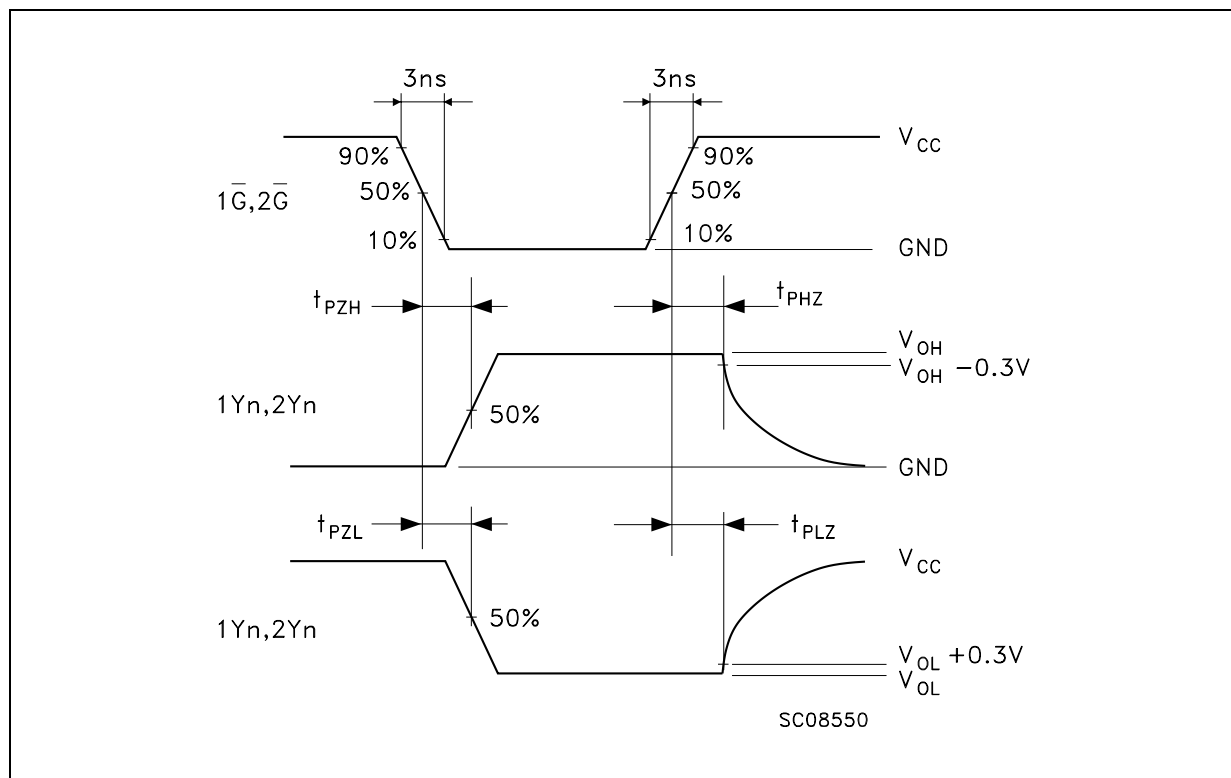 3ns 3ns
V_CC
90% 90%
1G̅,2G̅ 50% 50%
10% 10%
GND
t_PZH t_PHZ
V_OH
V_OH −0.3V
1Yn,2Yn 50%
GND
t_PZL t_PLZ
V_CC
1Yn,2Yn 50%
V_OL +0.3V
V_OL
SC08550